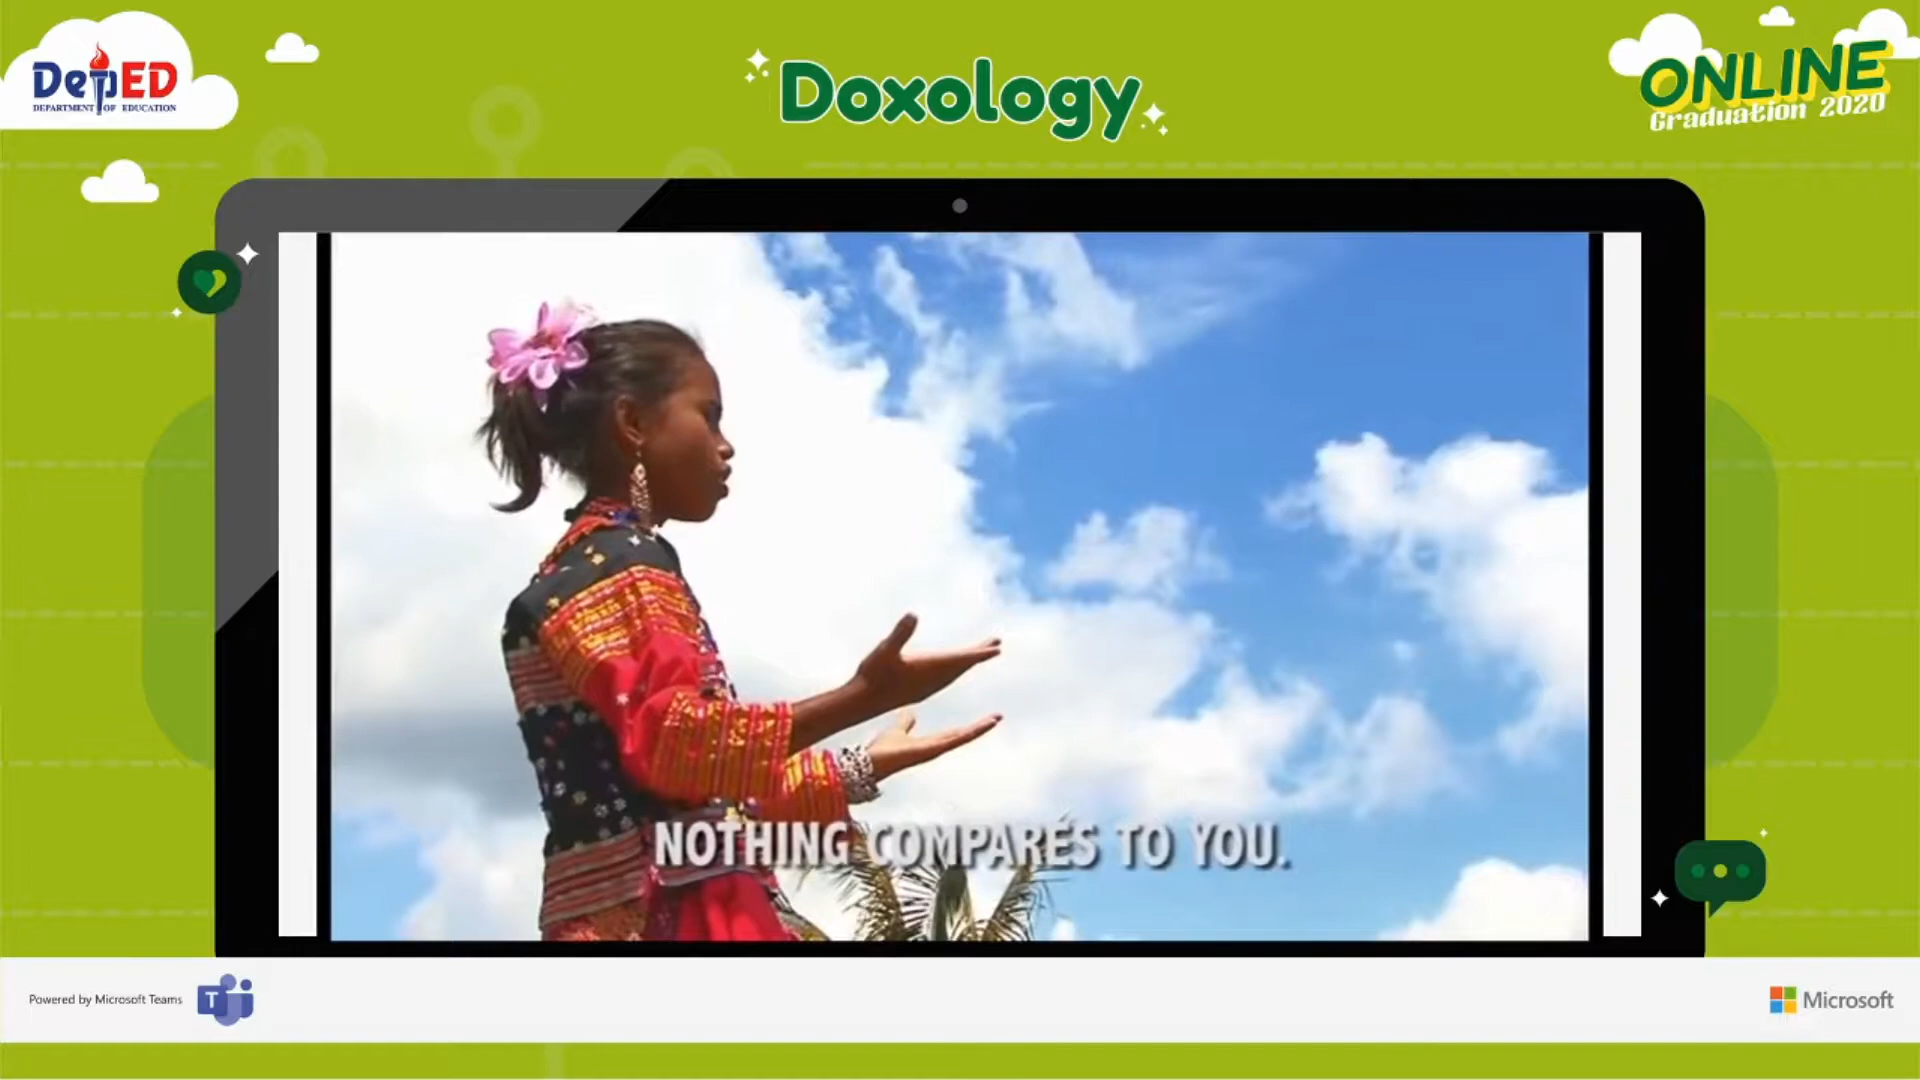 DepED
DEPARTMENT OF EDUCATION
Doxology
ONLINE
Graduation 2020
NOTHING COMPARES TO YOU.
Powered by Microsoft Teams
T
Microsoft